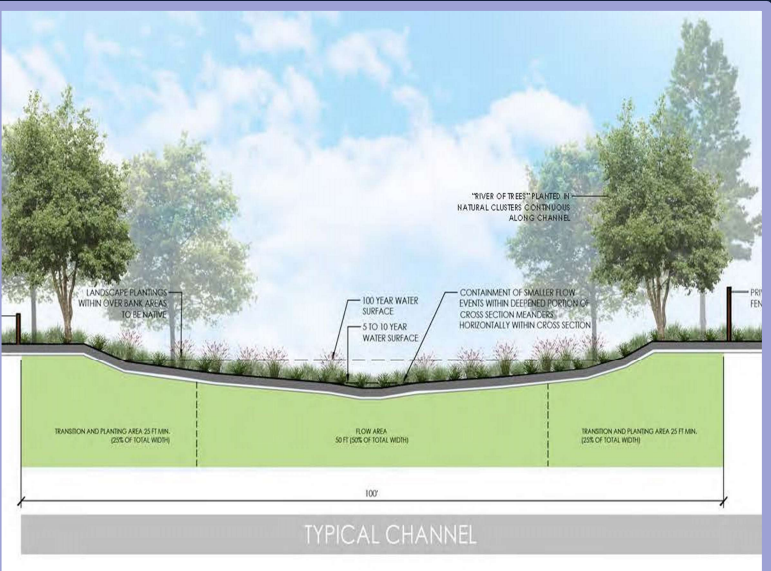 "RIVER OF TREES" PLANTED IN
NATURAL CLUSTERS CONTINUOUS
ALONG CHANNEL
LANDSCAPE PLANTINGS
WITHIN OVER BANK AREAS
TO BE NATIVE
100 YEAR WATER
SURFACE
5 TO 10 YEAR
WATER SURFACE
CONTAINMENT OF SMALLER FLOW
EVENTS WITHIN DEEPENED PORTION OF
CROSS SECTION MEANDERS
HORIZONTALLY WITHIN CROSS SECTION
PRI
FEN
TRANSITION AND PLANTING AREA 25 FT MIN.
(25% OF TOTAL WIDTH)
FLOW AREA
50 FT (50% OF TOTAL WIDTH)
TRANSITION AND PLANTING AREA 25 FT MIN.
(25% OF TOTAL WIDTH)
100'
TYPICAL CHANNEL